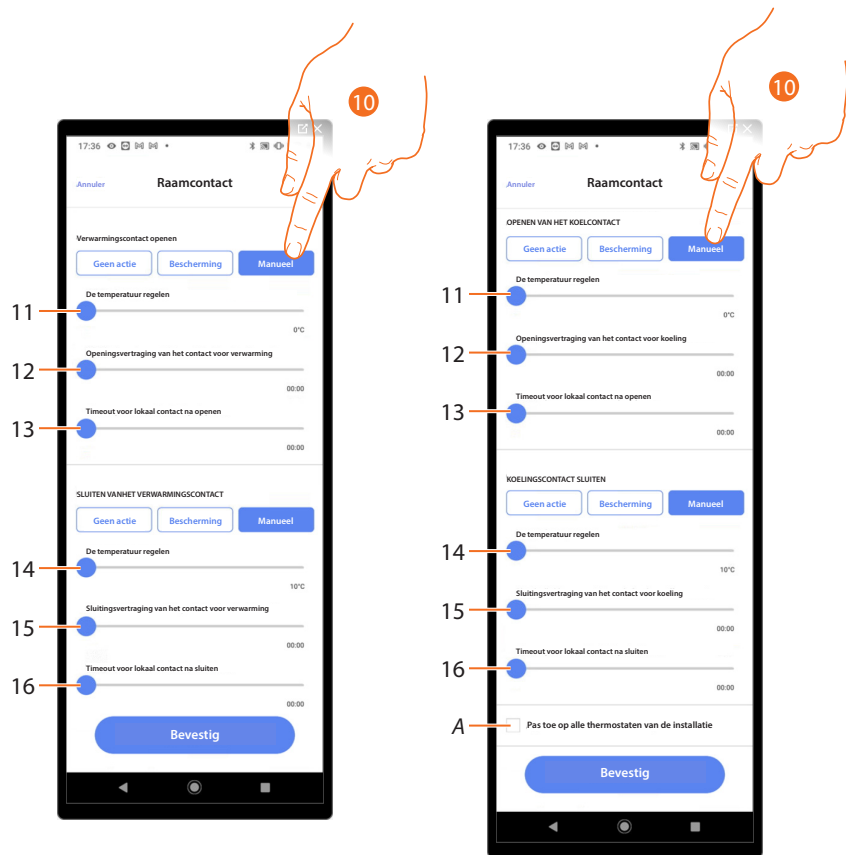 10
17:36
Annuler
Raamcontact
Verwarmingscontact openen
Geen actie
Bescherming
Manueel
De temperatuur regelen
11
0°C
Openingsvertraging van het contact voor verwarming
12
00:00
Timeout voor lokaal contact na openen
13
00:00
SLUITEN VANHET VERWARMINGSCONTACT
Geen actie
Bescherming
Manueel
De temperatuur regelen
14
10°C
Sluitingsvertraging van het contact voor verwarming
15
00:00
Timeout voor lokaal contact na sluiten
16
00:00
Bevestig
10
17:36
Annuler
Raamcontact
OPENEN VAN HET KOELCONTACT
Geen actie
Bescherming
Manueel
De temperatuur regelen
11
0°C
Openingsvertraging van het contact voor koeling
12
00:00
Timeout voor lokaal contact na openen
13
00:00
KOELINGSCONTACT SLUITEN
Geen actie
Bescherming
Manueel
De temperatuur regelen
14
10°C
Sluitingsvertraging van het contact voor koeling
15
00:00
Timeout voor lokaal contact na sluiten
16
00:00
A
Pas toe op alle thermostaten van de installatie
Bevestig